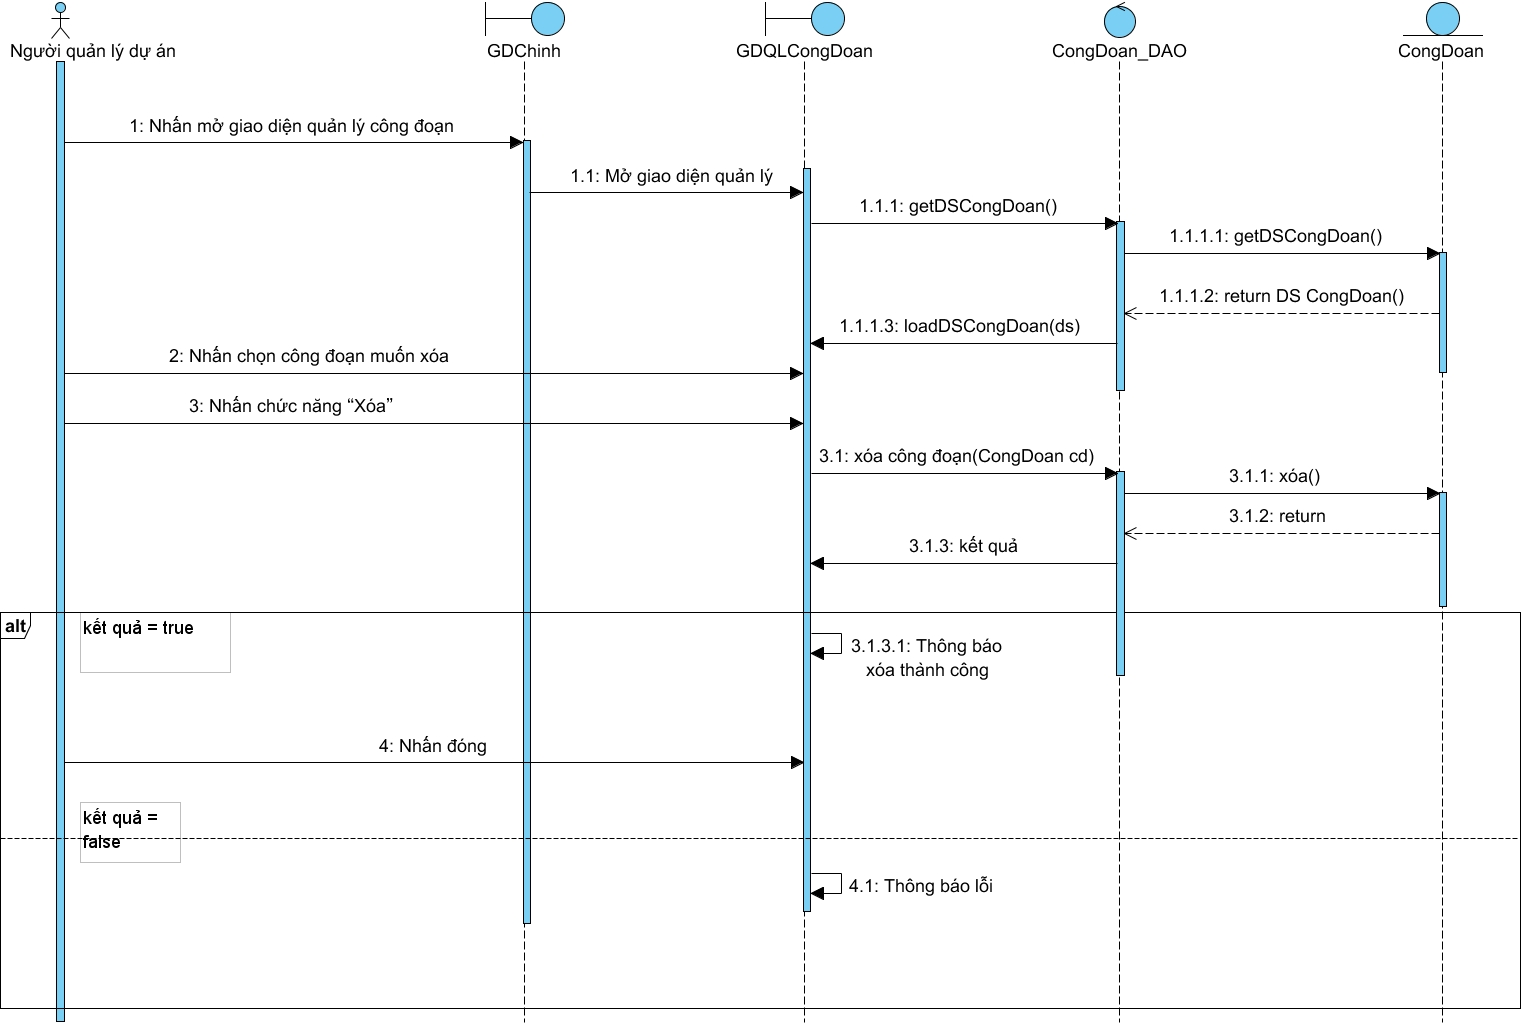 Người quản lý dự án
GDChinh
GDQLCongDoan
CongDoan_DAO
CongDoan
1: Nhấn mở giao diện quản lý công đoạn
1.1: Mở giao diện quản lý
1.1.1: getDSCongDoan()
1.1.1.1: getDSCongDoan()
1.1.1.2: return DS CongDoan()
1.1.1.3: loadDSCongDoan(ds)
2: Nhấn chọn công đoạn muốn xóa
3: Nhấn chức năng “Xóa”
3.1: xóa công đoạn(CongDoan cd)
3.1.1: xóa()
3.1.2: return
3.1.3: kết quả
alt
kết quả = true
3.1.3.1: Thông báo
xóa thành công
4: Nhấn đóng
kết quả =
false
4.1: Thông báo lỗi